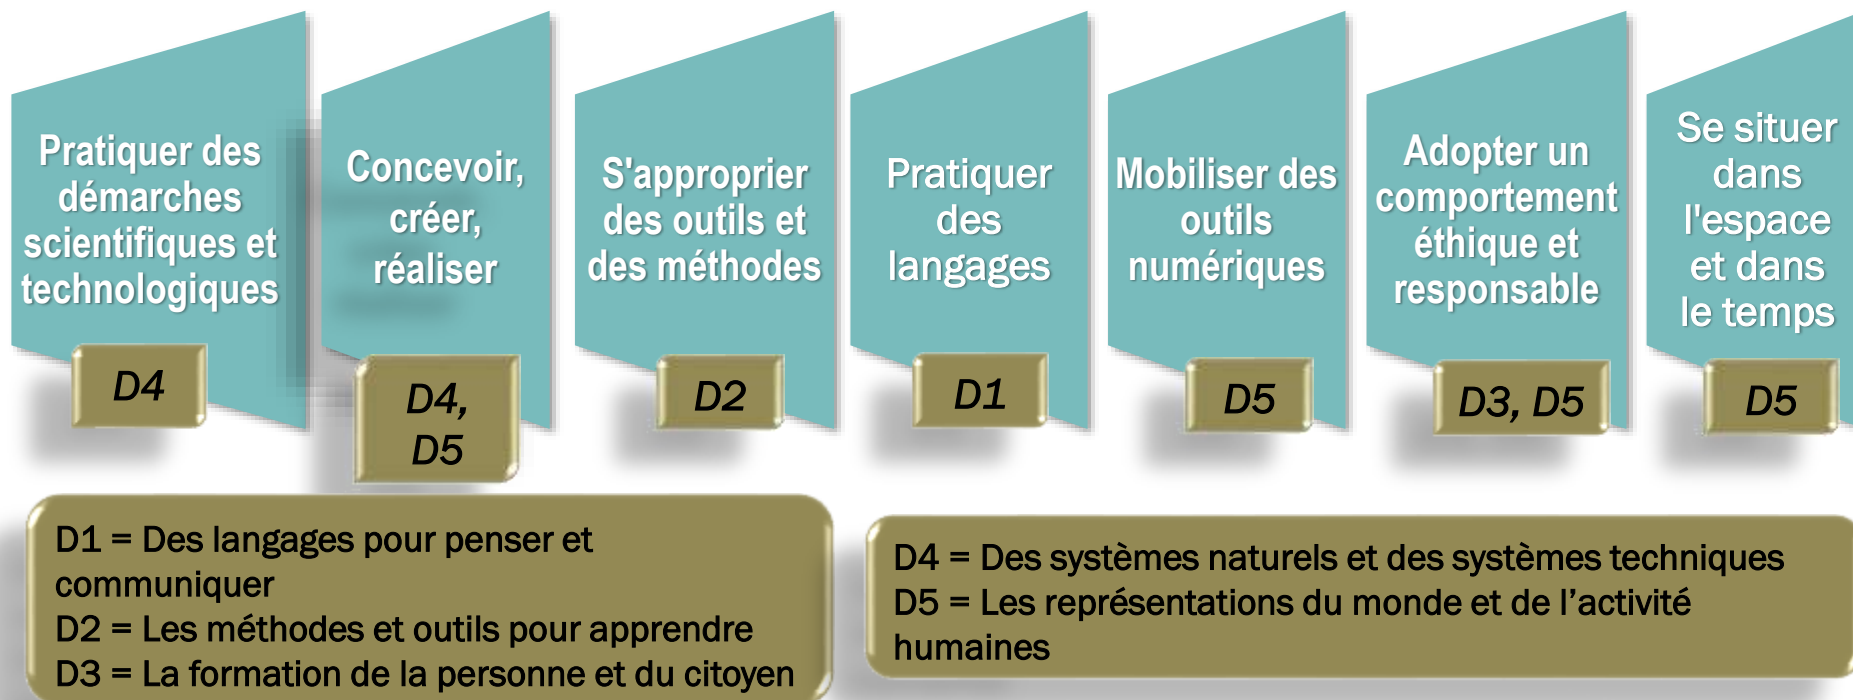 Pratiquer des
démarches
scientifiques et
technologiques
D4
Concevoir,
créer,
réaliser
D4,
D5
S'approprier
des outils et
des méthodes
D2
Pratiquer
des
langages
D1
Mobiliser des
outils
numériques
D5
Adopter un
comportement
éthique et
responsable
D3, D5
Se situer
dans
l'espace
et dans
le temps
D5
D1 = Des langages pour penser et
communiquer
D2 = Les méthodes et outils pour apprendre
D3 = La formation de la personne et du citoyen
D4 = Des systèmes naturels et des systèmes techniques
D5 = Les représentations du monde et de l’activité
humaines